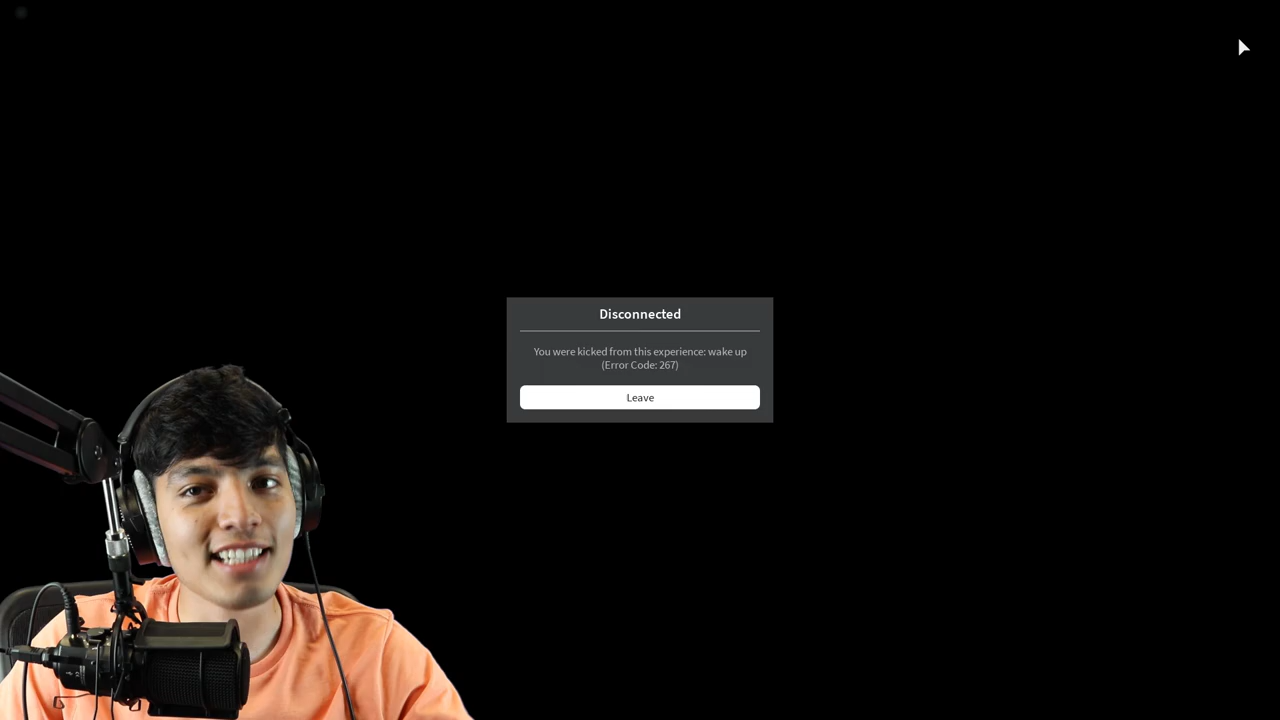 Disconnected
You were kicked from this experience: wake up
(Error Code: 267)
Leave